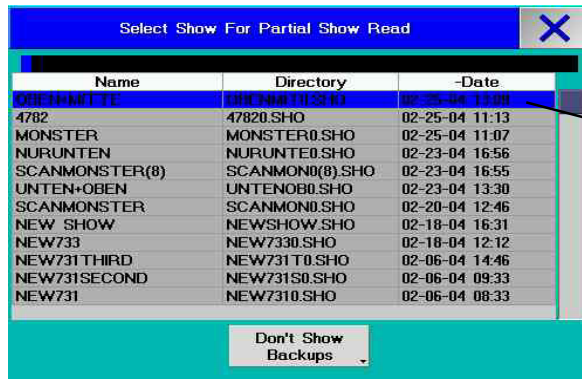 Select Show For Partial Show Read
Name Directory -Date
OBEN+MITTE OBENMIT0.SHO 02-25-04
4782 47820.SHO 02-25-04 11:13
MONSTER MONSTER0.SHO 02-25-04 11:07
NURUNTEN NURUNTE0.SHO 02-23-04 16:56
SCANMONSTER(8) SCANMON0(8).SHO 02-23-04 16:55
UNTEN+OBEN UNTENOB0.SHO 02-23-04 13:30
SCANMONSTER SCANMON0.SHO 02-20-04 12:46
NEW SHOW NEWSHOW.SHO 02-18-04 16:31
NEW733 NEW7330.SHO 02-18-04 12:12
NEW731THIRD NEW731T0.SHO 02-06-04 14:46
NEW731SECOND NEW731S0.SHO 02-06-04 09:33
NEW731 NEW7310.SHO 02-06-04 08:33
Don't Show
Backups